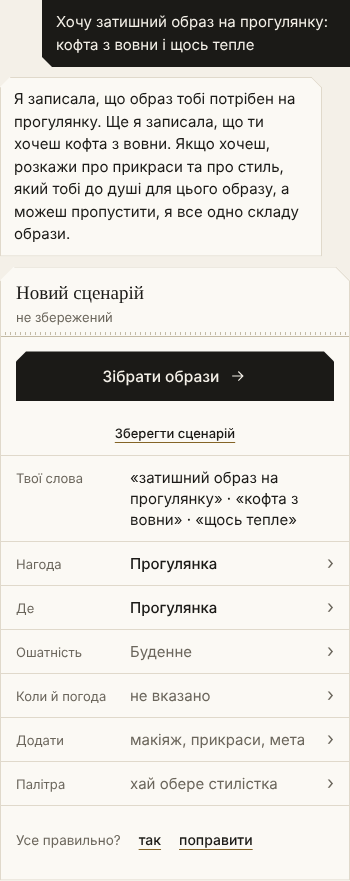 Хочу затишний образ на прогулянку:
кофта з вовни і щось тепле
Я записала, що образ тобі потрібен на
прогулянку. Ще я записала, що ти
хочеш кофта з вовни. Якщо хочеш,
розкажи про прикраси та про стиль,
який тобі до душі для цього образу, а
можеш пропустити, я все одно складу
образи.
Новий сценарій
не збережений
Зібрати образи →
Зберегти сценарій
Твої слова «затишний образ на
прогулянку» · «кофта з
вовни» · «щось тепле»
Нагода Прогулянка ›
Де Прогулянка ›
Ошатність Буденне ›
Коли й погода не вказано ›
Додати макіяж, прикраси, мета ›
Палітра хай обере стилістка ›
Усе правильно? так поправити